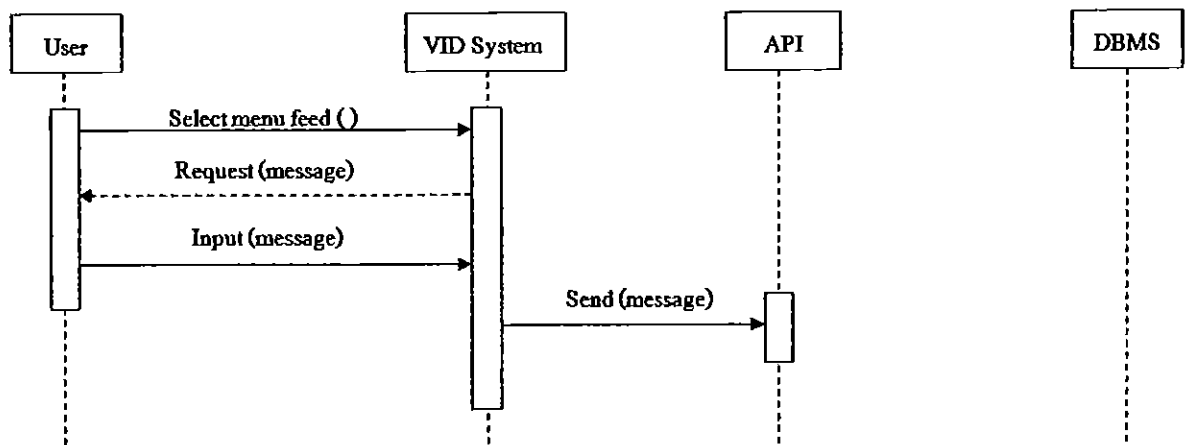 User
VID System
API
DBMS
Select menu feed ( )
Request (message)
Input (message)
Send (message)